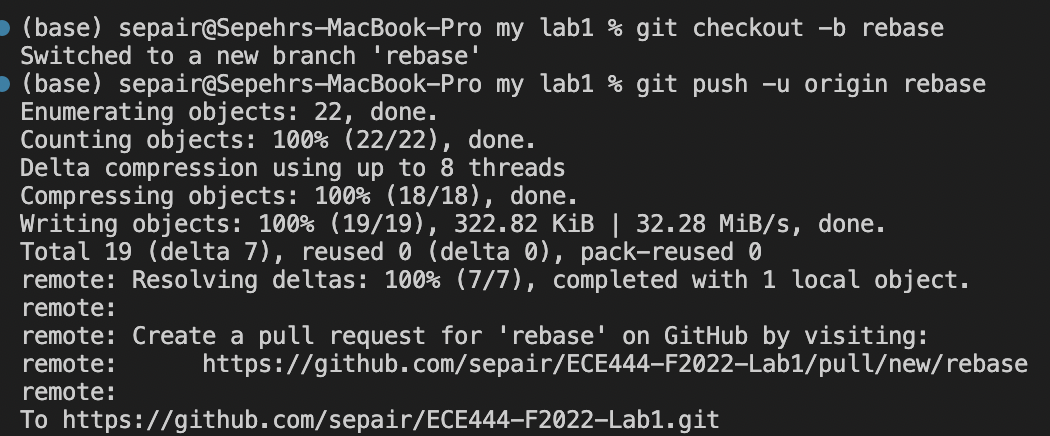 (base) sepair@Sepehrs-MacBook-Pro my lab1 % git checkout -b rebase
Switched to a new branch 'rebase'
(base) sepair@Sepehrs-MacBook-Pro my lab1 % git push -u origin rebase
Enumerating objects: 22, done.
Counting objects: 100% (22/22), done.
Delta compression using up to 8 threads
Compressing objects: 100% (18/18), done.
Writing objects: 100% (19/19), 322.82 KiB | 32.28 MiB/s, done.
Total 19 (delta 7), reused 0 (delta 0), pack-reused 0
remote: Resolving deltas: 100% (7/7), completed with 1 local object.
remote:
remote: Create a pull request for 'rebase' on GitHub by visiting:
remote:      https://github.com/sepair/ECE444-F2022-Lab1/pull/new/rebase
remote:
To https://github.com/sepair/ECE444-F2022-Lab1.git